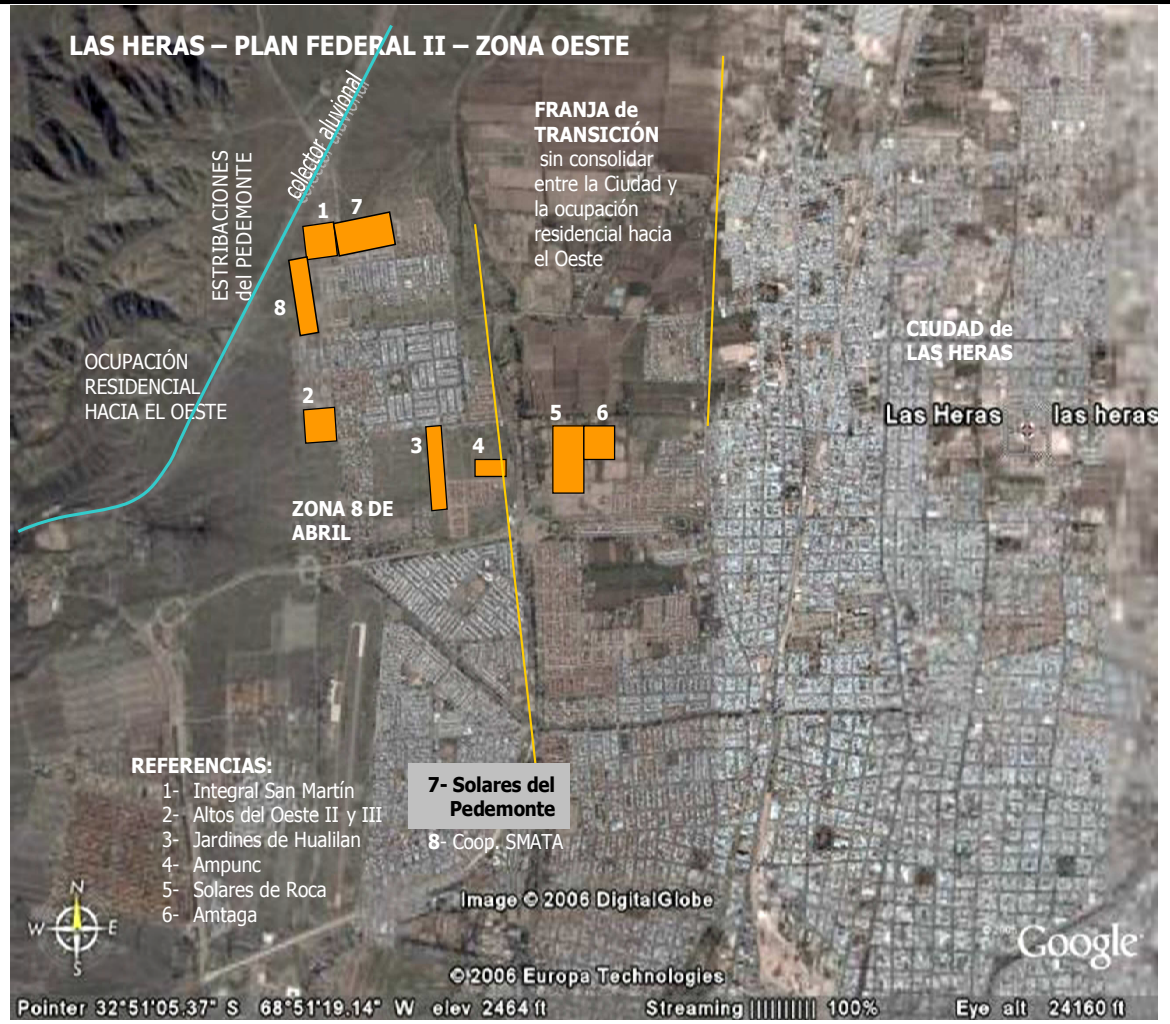 LAS HERAS – PLAN FEDERAL II – ZONA OESTE
colector aluvional
ESTRIBACIONES
del PEDEMONTE
FRANJA de
TRANSICIÓN
sin consolidar
entre la Ciudad y
la ocupación
residencial hacia
el Oeste
1
7
8
OCUPACIÓN
RESIDENCIAL
HACIA EL OESTE
2
3
4
5
6
CIUDAD de
LAS HERAS
Las Heras
las heras
ZONA 8 DE
ABRIL
REFERENCIAS:
1- Integral San Martín
2- Altos del Oeste II y III
3- Jardines de Hualilan
4- Ampunc
5- Solares de Roca
6- Amtaga
7- Solares del
Pedemonte
8- Coop. SMATA
N
W
E
S
Image © 2006 DigitalGlobe
©2006 Europa Technologies
Google
Pointer 32°51'05.37" S 68°51'19.14" W elev 2464 ft
Streaming |||||||||| 100%
Eye alt 24160 ft